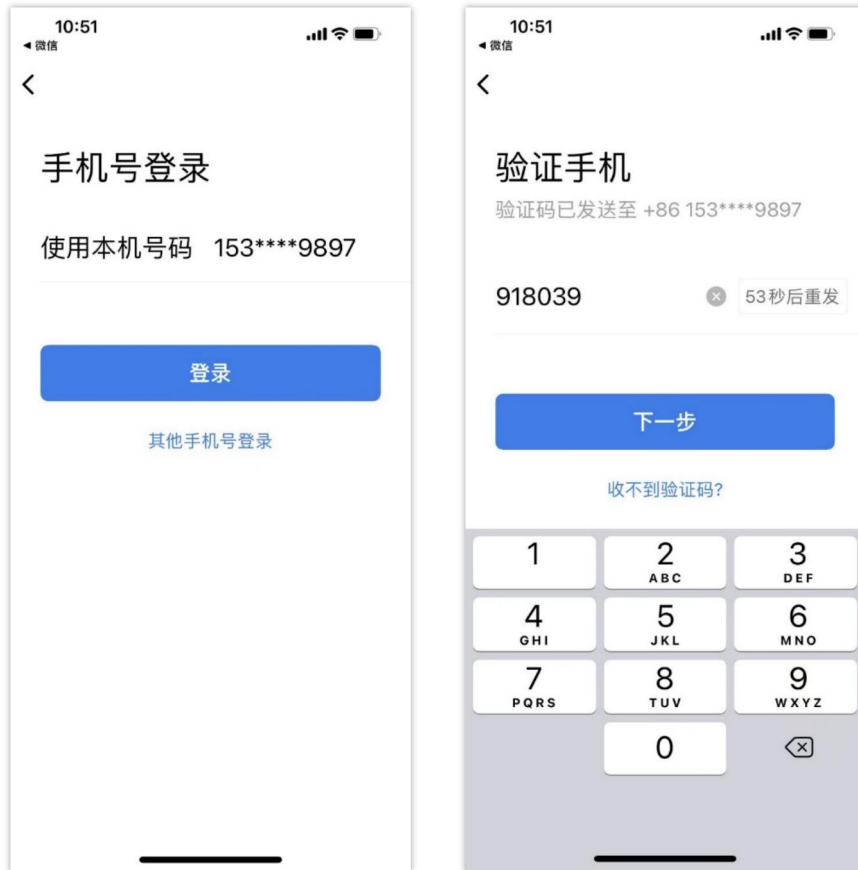 10:51
微信
手机号登录
使用本机号码 153****9897
登录
其他手机号登录
10:51
微信
验证手机
验证码已发送至 +86 153****9897
918039
53秒后重发
下一步
收不到验证码?
1
2
ABC
3
DEF
4
GHI
5
JKL
6
MNO
7
PQRS
8
TUV
9
WXYZ
0